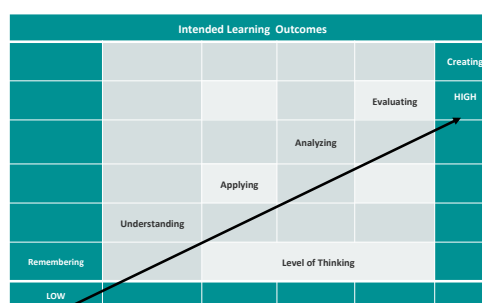 Intended Learning Outcomes
Creating
Evaluating
HIGH
Analyzing
Applying
Understanding
Remembering
Level of Thinking
LOW